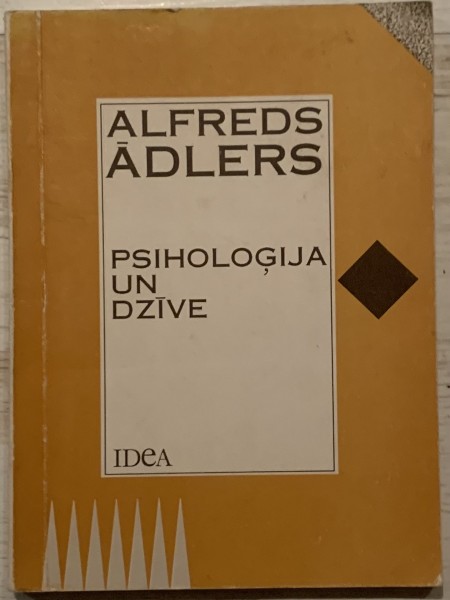 ALFREDS
ĀDLERS
PSIHOLOĢIJA
UN
DZĪVE
IDeA